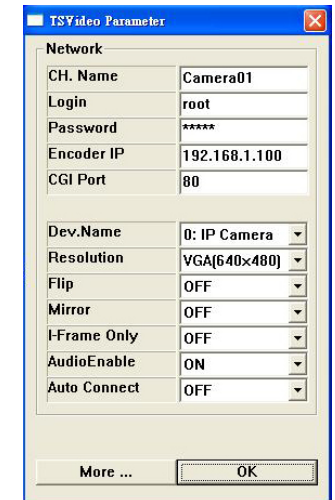 TSVideo Parameter
Network
CH. Name Camera01
Login root
Password *****
Encoder IP 192.168.1.100
CGI Port 80
Dev.Name 0: IP Camera
Resolution VGA(640×480)
Flip OFF
Mirror OFF
I-Frame Only OFF
AudioEnable ON
Auto Connect OFF
More ... OK